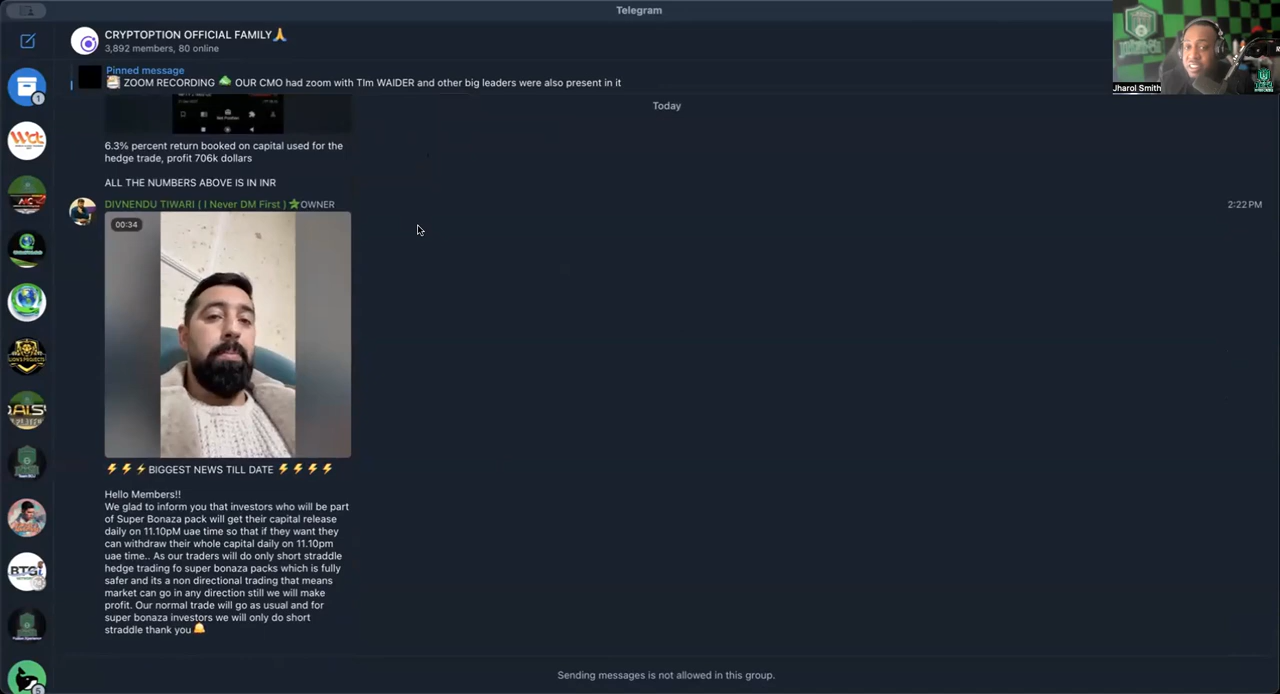 Telegram
CRYPTOPTION OFFICIAL FAMILY🙏
3,892 members, 80 online
Pinned message
ZOOM RECORDING OUR CMO had zoom with TIm WAIDER and other big leaders were also present in it
Jharol Smith
Today
6.3% percent return booked on capital used for the
hedge trade, profit 706k dollars
ALL THE NUMBERS ABOVE IS IN INR
DIVNENDU TIWARI ( I Never DM First ) OWNER
2:22 PM
00:34
⚡⚡⚡BIGGEST NEWS TILL DATE ⚡⚡⚡⚡
Hello Members!!
We glad to inform you that investors who will be part
of Super Bonaza pack will get their capital release
daily on 11.10pM uae time so that if they want they
can withdraw their whole capital daily on 11.10pm
uae time.. As our traders will do only short straddle
hedge trading fo super bonaza packs which is fully
safer and its a non directional trading that means
market can go in any direction still we will make
profit. Our normal trade will go as usual and for
super bonaza investors we will only do short
straddle thank you
Sending messages is not allowed in this group.
1
BTGi
5